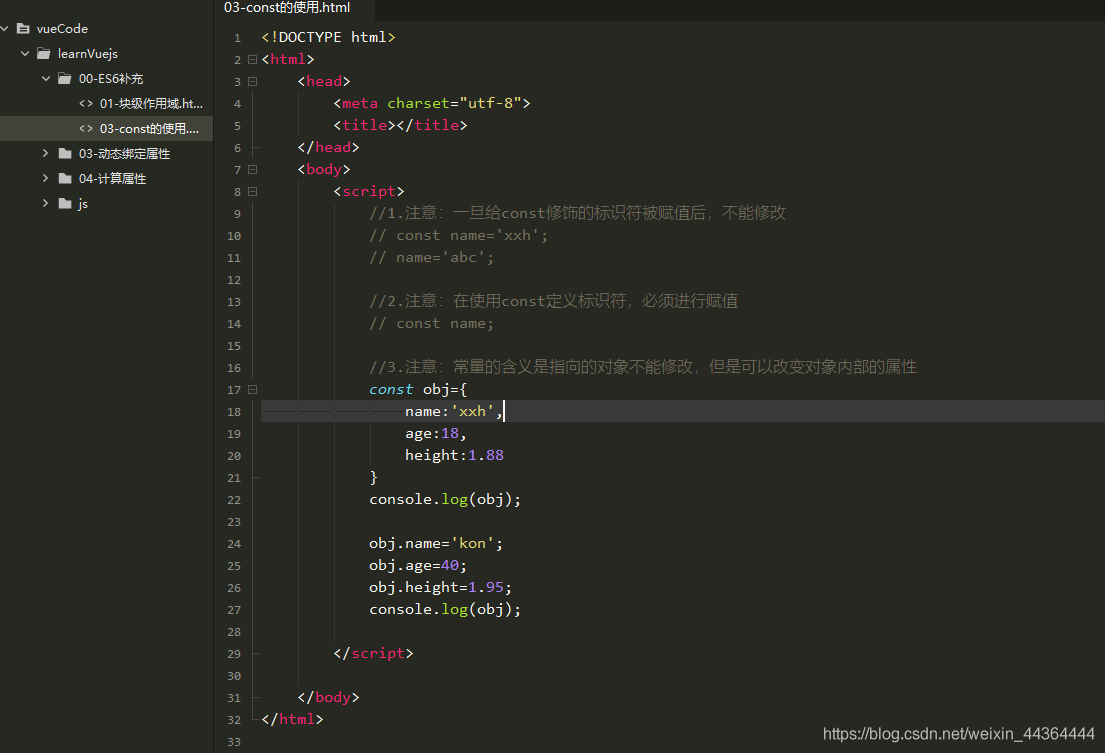 03-const的使用.html
vueCode
learnVuejs
00-ES6补充
<> 01-块级作用域.ht...
<> 03-const的使用....
03-动态绑定属性
04-计算属性
js
1 <!DOCTYPE html>
2 <html>
3 <head>
4 <meta charset="utf-8">
5 <title></title>
6 </head>
7 <body>
8 <script>
9 //1.注意：一旦给const修饰的标识符被赋值后，不能修改
10 // const name='xxh';
11 // name='abc';
12
13 //2.注意：在使用const定义标识符，必须进行赋值
14 // const name;
15
16 //3.注意：常量的含义是指向的对象不能修改，但是可以改变对象内部的属性
17 const obj={
18 name:'xxh',
19 age:18,
20 height:1.88
21 }
22 console.log(obj);
23
24 obj.name='kon';
25 obj.age=40;
26 obj.height=1.95;
27 console.log(obj);
28
29 </script>
30
31 </body>
32 </html>
33
https://blog.csdn.net/weixin_44364444